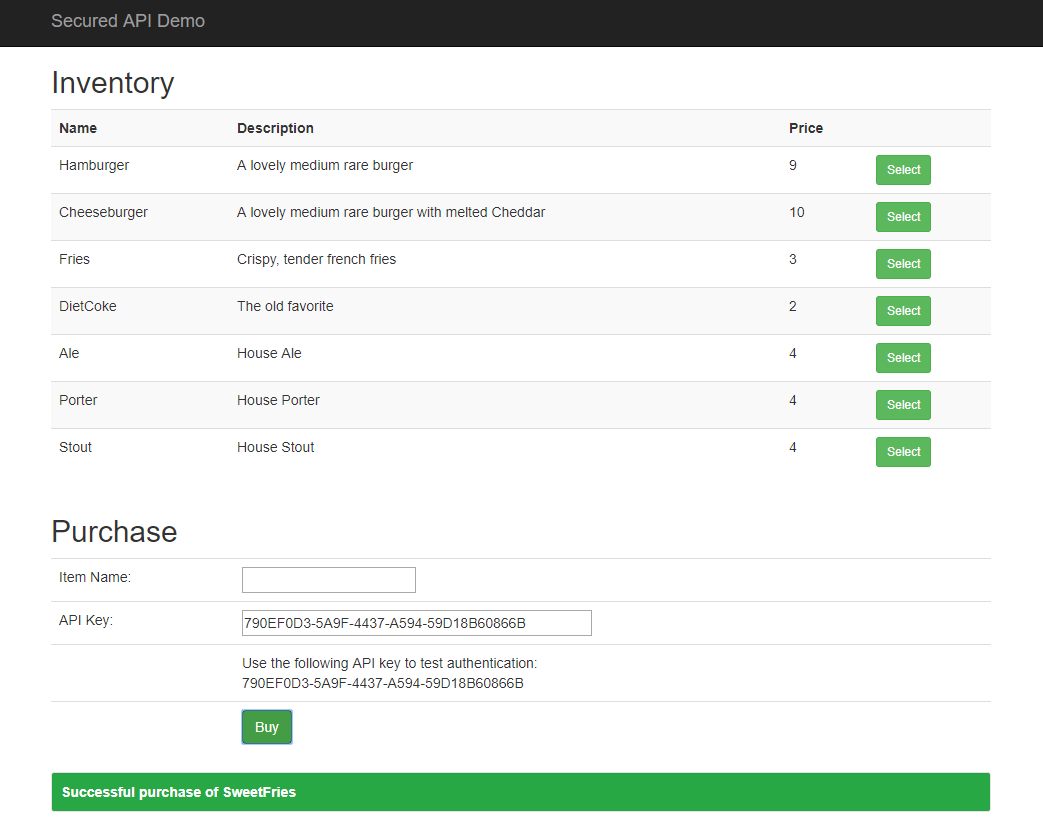 Secured API Demo
Inventory
Name Description Price
Hamburger A lovely medium rare burger 9 Select
Cheeseburger A lovely medium rare burger with melted Cheddar 10 Select
Fries Crispy, tender french fries 3 Select
DietCoke The old favorite 2 Select
Ale House Ale 4 Select
Porter House Porter 4 Select
Stout House Stout 4 Select
Purchase
Item Name:
API Key: 790EF0D3-5A9F-4437-A594-59D18B60866B
Use the following API key to test authentication:
790EF0D3-5A9F-4437-A594-59D18B60866B
Buy
Successful purchase of SweetFries